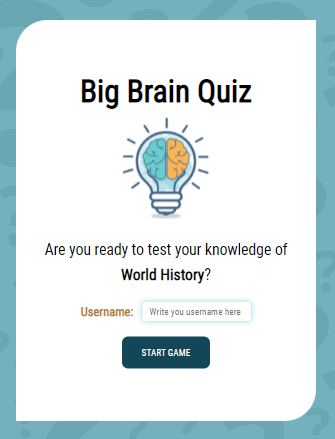 Big Brain Quiz
Are you ready to test your knowledge of
World History?
Username: Write you username here
START GAME